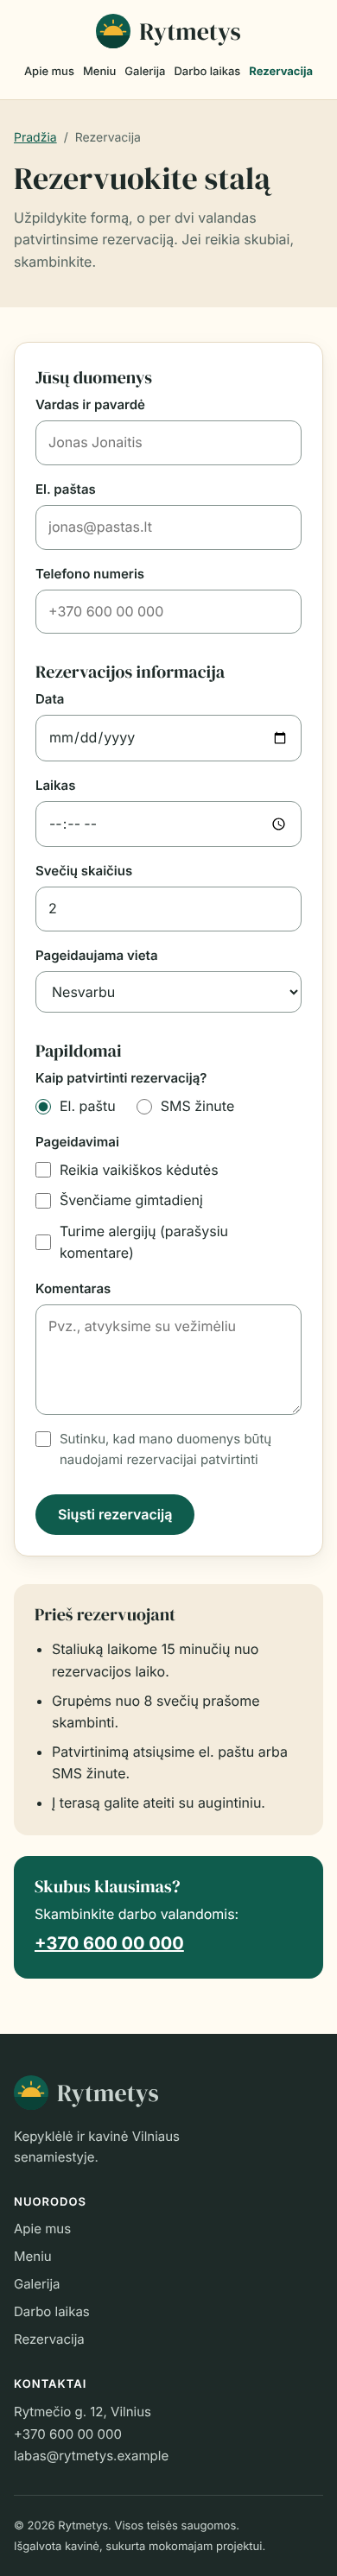 Rytmetys
Apie mus Meniu Galerija Darbo laikas Rezervacija
Pradžia / Rezervacija
Rezervuokite stalą
Užpildykite formą, o per dvi valandas
patvirtinsime rezervaciją. Jei reikia skubiai,
skambinkite.
Jūsų duomenys
Vardas ir pavardė
Jonas Jonaitis
El. paštas
jonas@pastas.lt
Telefono numeris
+370 600 00 000
Rezervacijos informacija
Data
mm/dd/yyyy
Laikas
--:-- --
Svečių skaičius
2
Pageidaujama vieta
Nesvarbu
Papildomai
Kaip patvirtinti rezervaciją?
El. paštu SMS žinute
Pageidavimai
Reikia vaikiškos kėdutės
Švenčiame gimtadienį
Turime alergijų (parašysiu
komentare)
Komentaras
Pvz., atvyksime su vežimėliu
Sutinku, kad mano duomenys būtų
naudojami rezervacijai patvirtinti
Siųsti rezervaciją
Prieš rezervuojant
Staliuką laikome 15 minučių nuo
rezervacijos laiko.
Grupėms nuo 8 svečių prašome
skambinti.
Patvirtinimą atsiųsime el. paštu arba
SMS žinute.
Į terasą galite ateiti su augintiniu.
Skubus klausimas?
Skambinkite darbo valandomis:
+370 600 00 000
Rytmetys
Kepyklėlė ir kavinė Vilniaus
senamiestyje.
NUORODOS
Apie mus
Meniu
Galerija
Darbo laikas
Rezervacija
KONTAKTAI
Rytmečio g. 12, Vilnius
+370 600 00 000
labas@rytmetys.example
© 2026 Rytmetys. Visos teisės saugomos.
Išgalvota kavinė, sukurta mokomajam projektui.